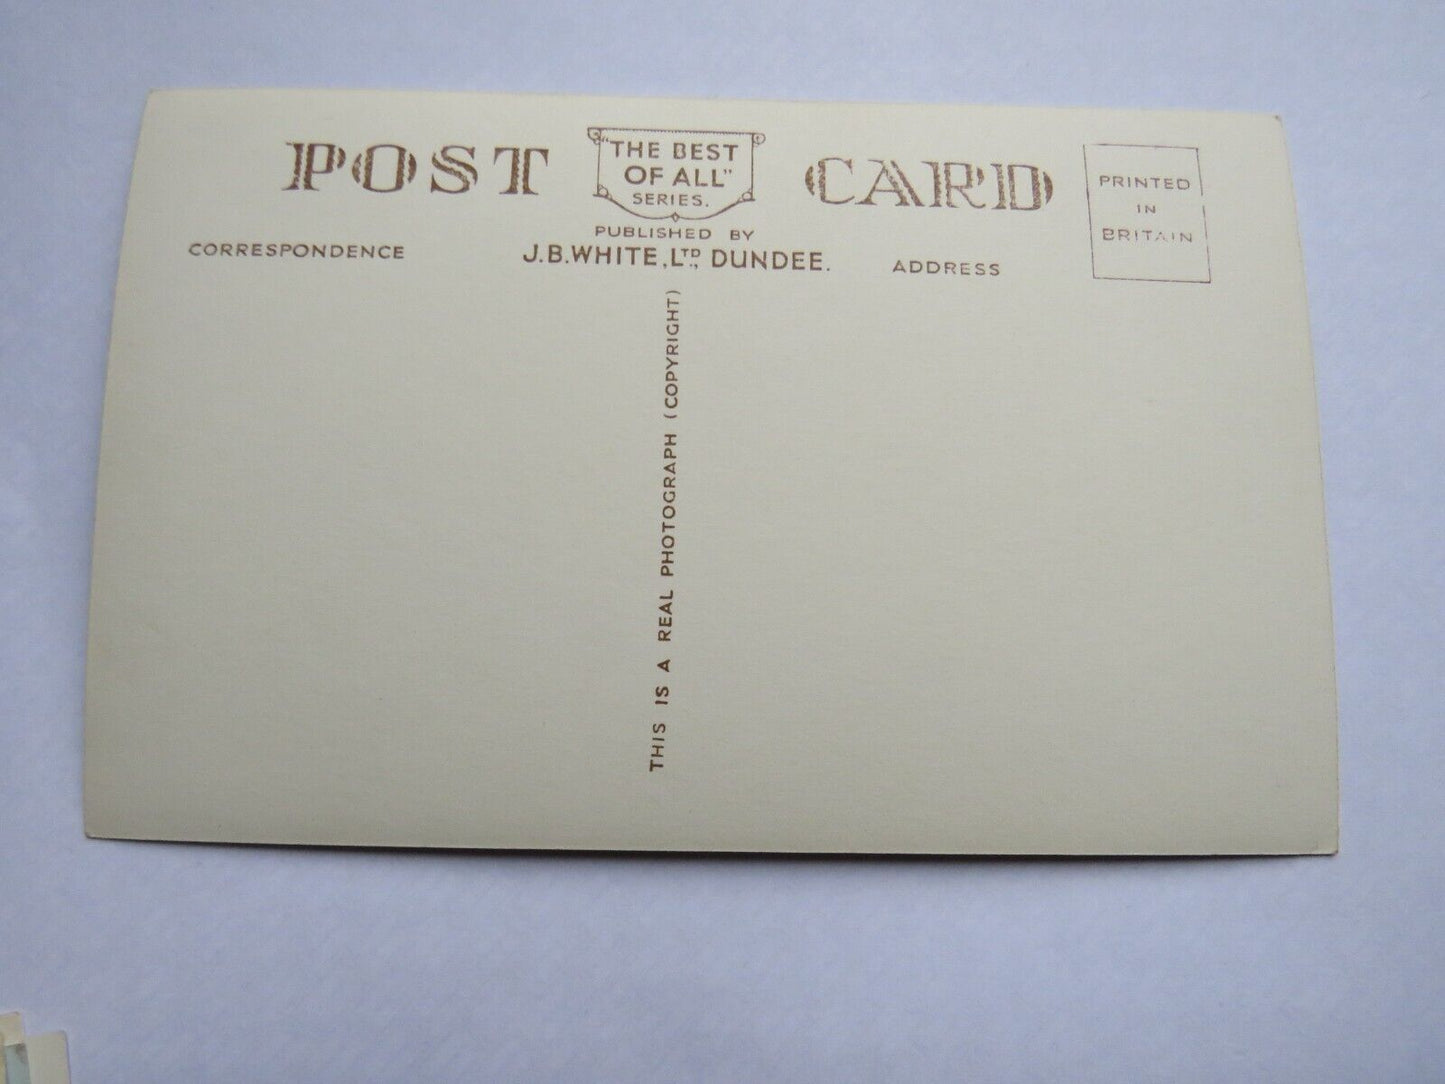 POST CARD
"THE BEST
OF ALL"
SERIES.
PUBLISHED BY
J.B.WHITE, LTD., DUNDEE.
CORRESPONDENCE
ADDRESS
PRINTED
IN
BRITAIN
THIS IS A REAL PHOTOGRAPH (COPYRIGHT)